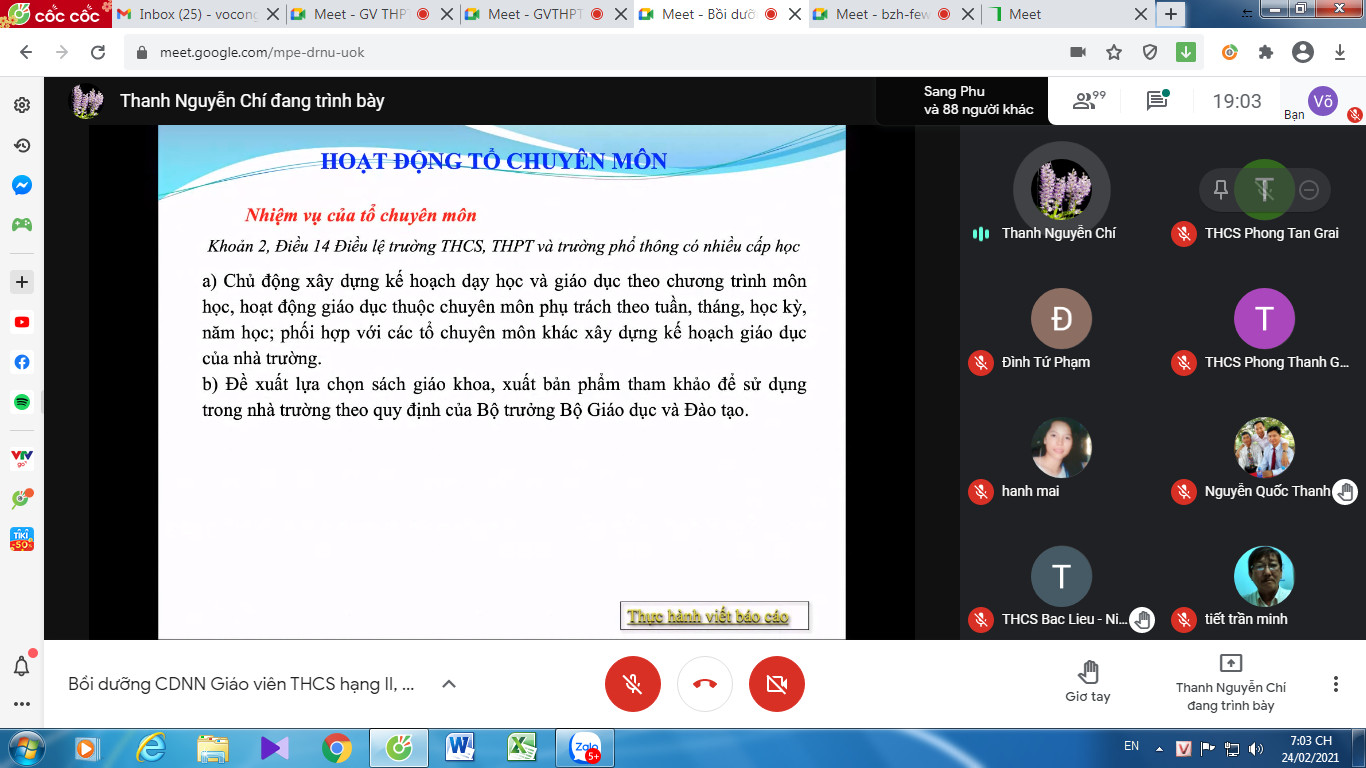 cốc cốc
Inbox (25) - vocong
Meet - GV THP
Meet - GVTHPT
Meet - Bồi dưỡ
Meet - bzh-few
Meet
meet.google.com/mpe-drnu-uok
Thanh Nguyễn Chí đang trình bày
Sang Phu
và 88 người khác
99
19:03
Bạn
Võ
HOẠT ĐỘNG TỔ CHUYÊN MÔN
Nhiệm vụ của tổ chuyên môn
Khoản 2, Điều 14 Điều lệ trường THCS, THPT và trường phổ thông có nhiều cấp học
a) Chủ động xây dựng kế hoạch dạy học và giáo dục theo chương trình môn
học, hoạt động giáo dục thuộc chuyên môn phụ trách theo tuần, tháng, học kỳ,
năm học; phối hợp với các tổ chuyên môn khác xây dựng kế hoạch giáo dục
của nhà trường.
b) Đề xuất lựa chọn sách giáo khoa, xuất bản phẩm tham khảo để sử dụng
trong nhà trường theo quy định của Bộ trưởng Bộ Giáo dục và Đào tạo.
Thực hành viết báo cáo
Thanh Nguyễn Chí
T
THCS Phong Tan Grai
Đ
Đình Tứ Phạm
T
THCS Phong Thanh G...
hanh mai
Nguyễn Quốc Thanh
T
THCS Bac Lieu - Ni...
tiết trần minh
VTV
go
TIKI
-50%
Bồi dưỡng CDNN Giáo viên THCS hạng II, ...
Giơ tay
Thanh Nguyễn Chí
đang trình bày
Zalo
5+
EN
V
7:03 CH
24/02/2021